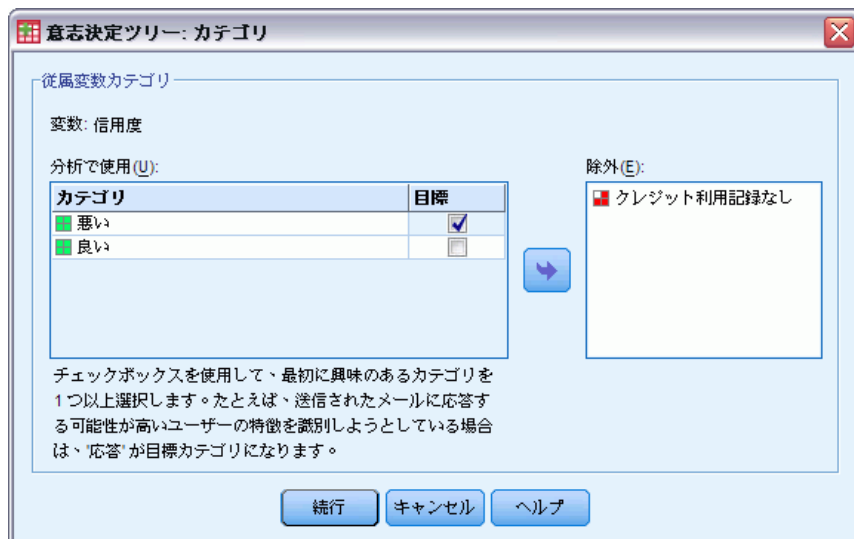 意志決定ツリー: カテゴリ
従属変数カテゴリ
変数: 信用度
分析で使用(U):
カテゴリ 目標
悪い
良い
除外(E):
クレジット利用記録なし
チェックボックスを使用して、最初に興味のあるカテゴリを
1つ以上選択します。たとえば、送信されたメールに応答す
る可能性が高いユーザーの特徴を識別しようとしている場合
は、"応答" が目標カテゴリになります。
続行 キャンセル ヘルプ